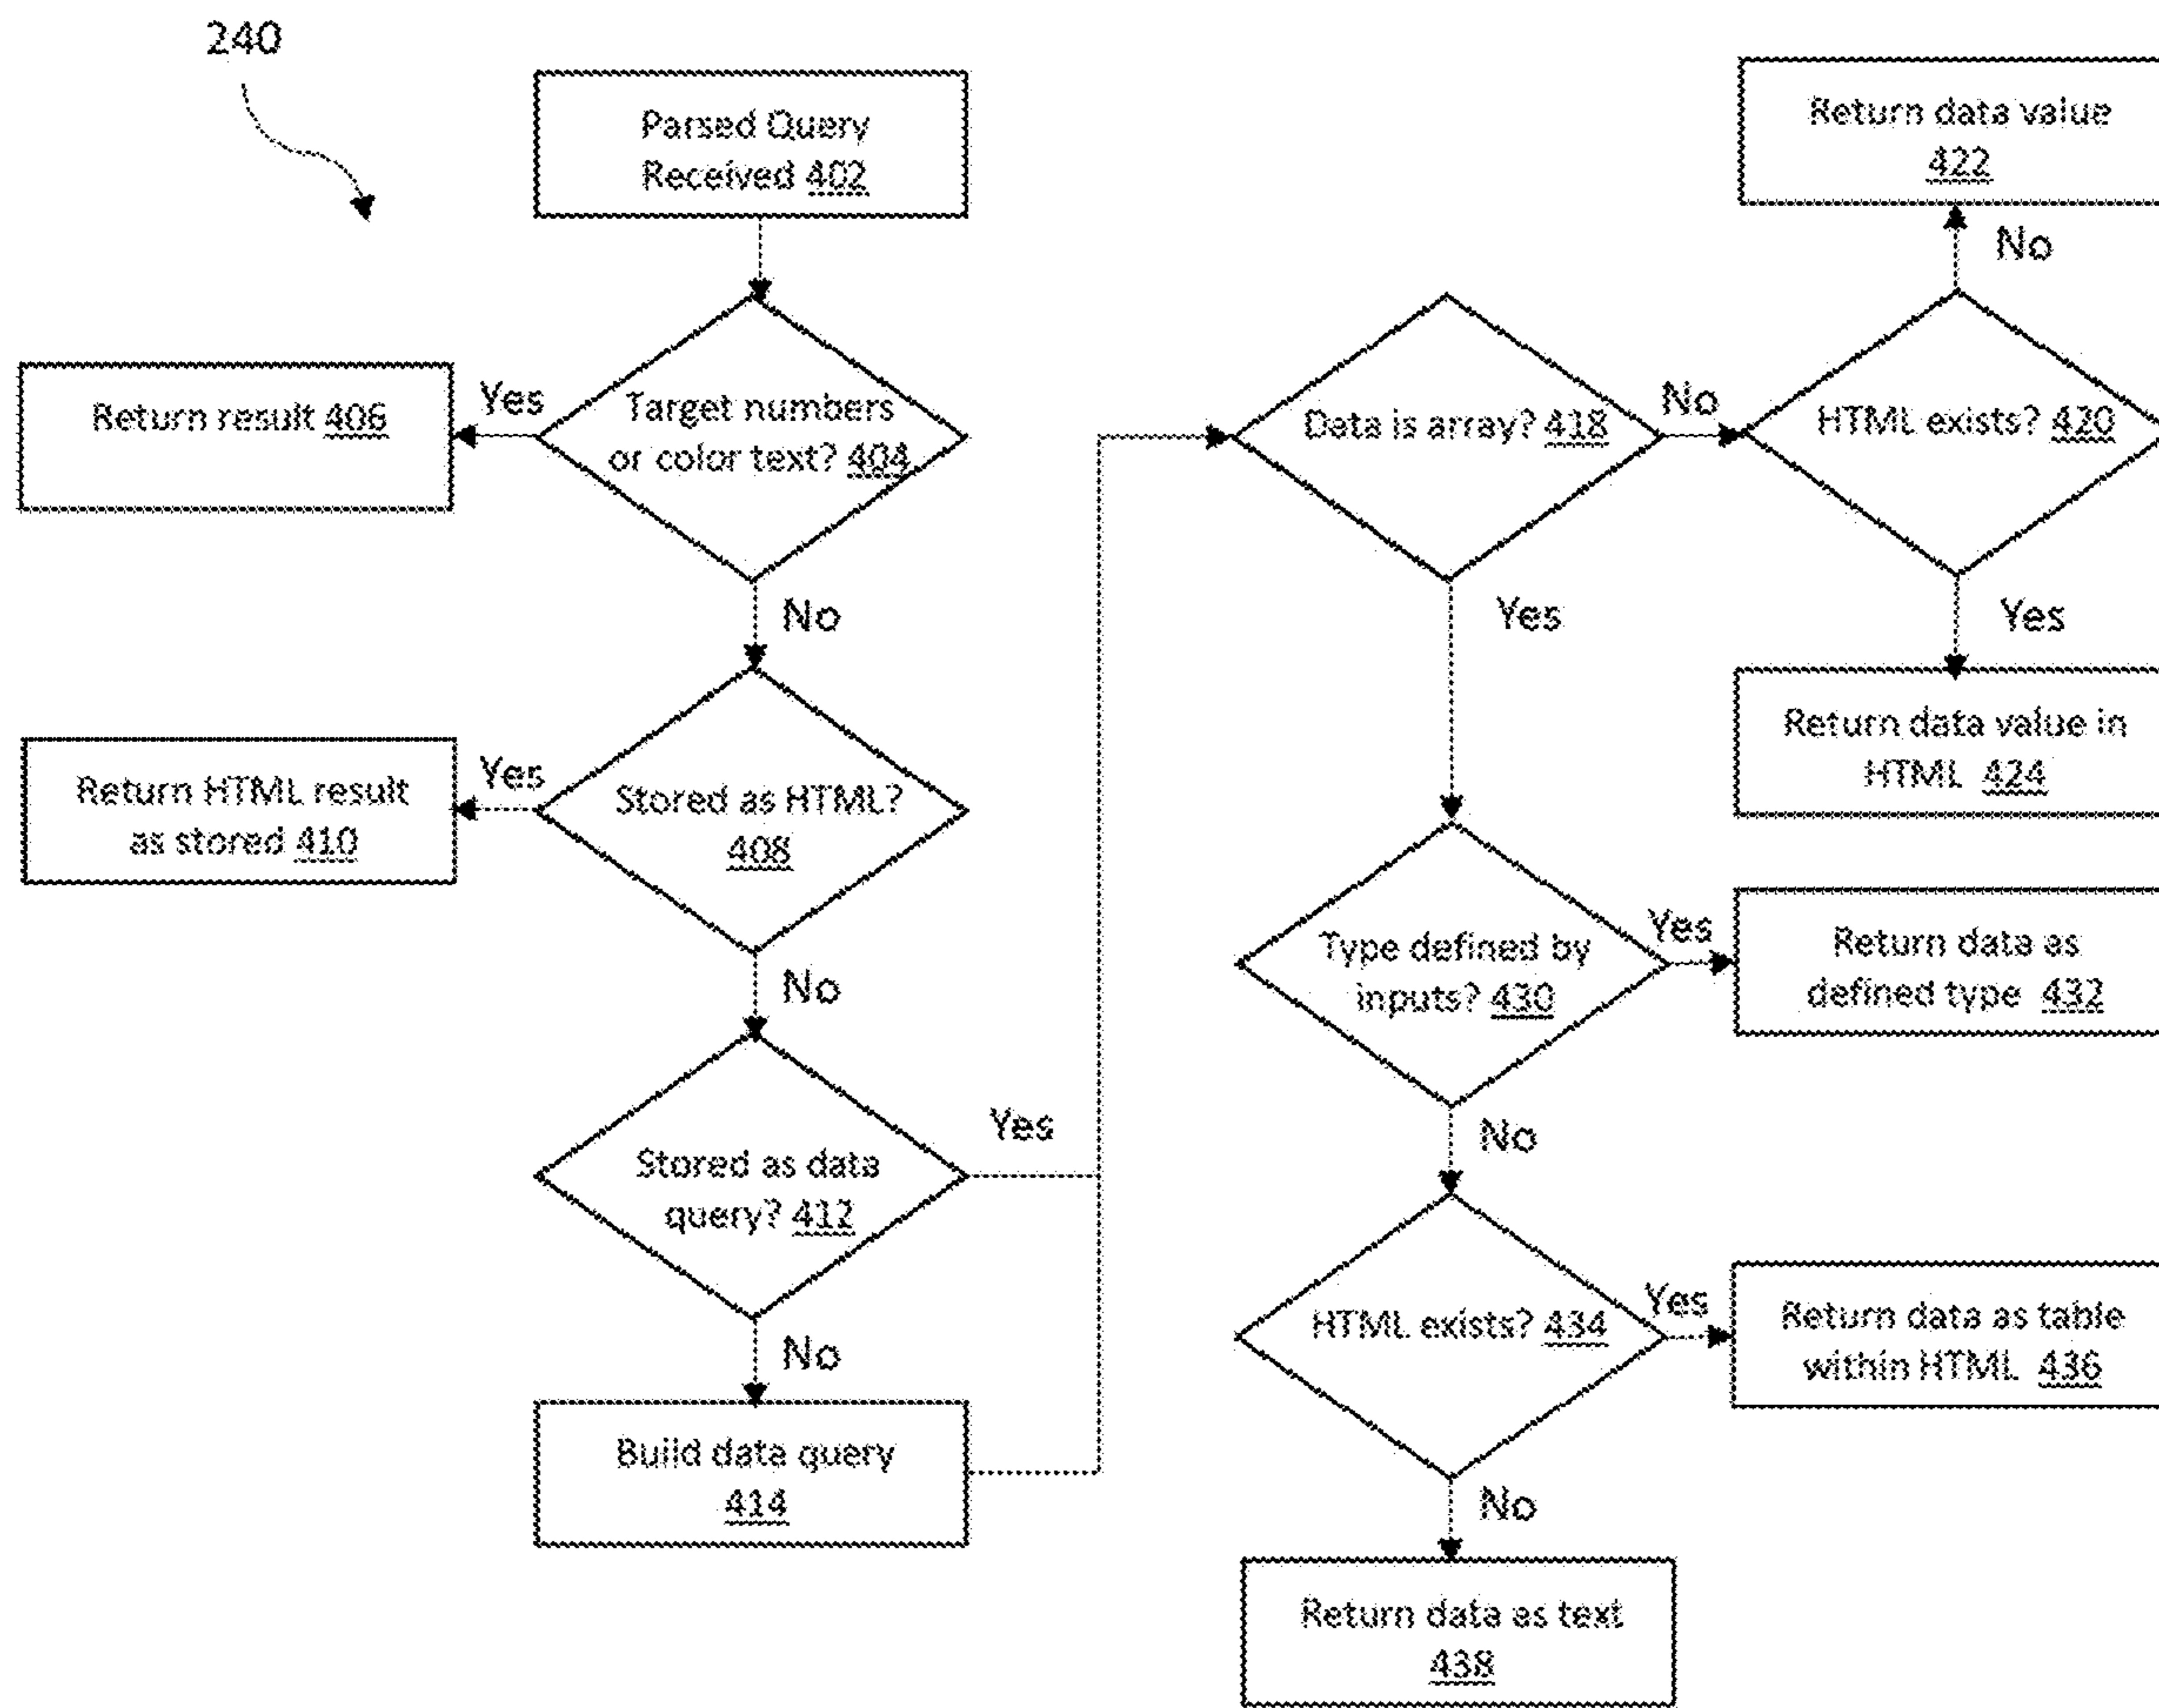 240
Parsed Query
Received 402
Target numbers
or color text? 404
Yes
Return result 406
No
Stored as HTML?
408
Yes
Return HTML result
as stored 410
No
Stored as data
query? 412
Yes
No
Build data query
414
Data is array? 418
No
HTML exists? 420
No
Return data value
422
Yes
Return data value in
HTML 424
Yes
Type defined by
inputs? 430
Yes
Return data as
defined type 432
No
HTML exists? 434
Yes
Return data as table
within HTML 436
No
Return data as text
438